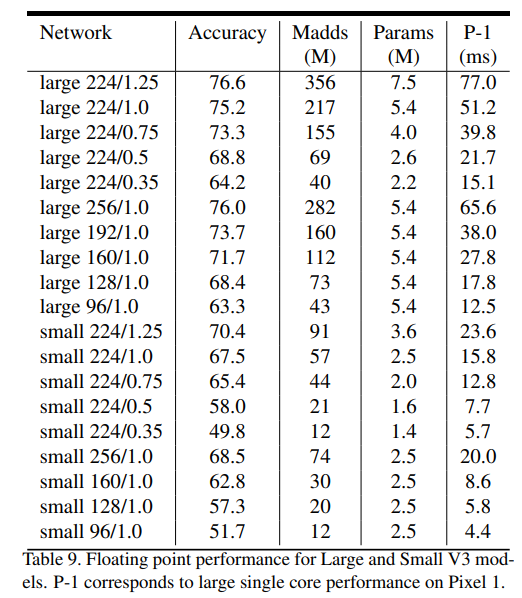 Network Accuracy Madds Params P-1
(M) (M) (ms)
large 224/1.25 76.6 356 7.5 77.0
large 224/1.0 75.2 217 5.4 51.2
large 224/0.75 73.3 155 4.0 39.8
large 224/0.5 68.8 69 2.6 21.7
large 224/0.35 64.2 40 2.2 15.1
large 256/1.0 76.0 282 5.4 65.6
large 192/1.0 73.7 160 5.4 38.0
large 160/1.0 71.7 112 5.4 27.8
large 128/1.0 68.4 73 5.4 17.8
large 96/1.0 63.3 43 5.4 12.5
small 224/1.25 70.4 91 3.6 23.6
small 224/1.0 67.5 57 2.5 15.8
small 224/0.75 65.4 44 2.0 12.8
small 224/0.5 58.0 21 1.6 7.7
small 224/0.35 49.8 12 1.4 5.7
small 256/1.0 68.5 74 2.5 20.0
small 160/1.0 62.8 30 2.5 8.6
small 128/1.0 57.3 20 2.5 5.8
small 96/1.0 51.7 12 2.5 4.4
Table 9. Floating point performance for Large and Small V3 mod-
els. P-1 corresponds to large single core performance on Pixel 1.